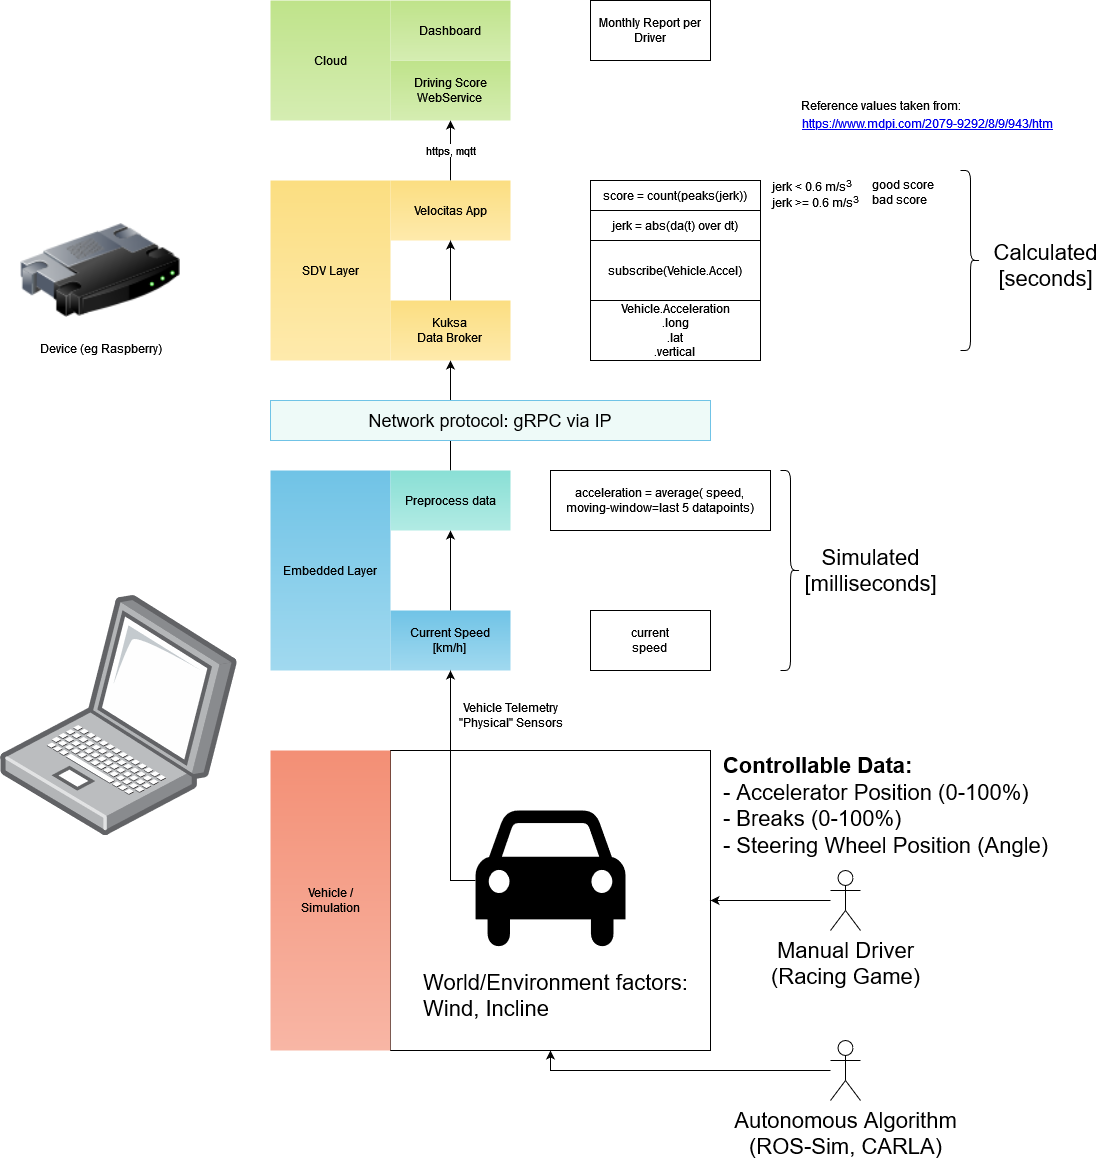 Dashboard
Cloud
Driving Score
WebService
Monthly Report per
Driver
Reference values taken from:
https://www.mdpi.com/2079-9292/8/9/943/htm
https, mqtt
SDV Layer
Velocitas App
Kuksa
Data Broker
score = count(peaks(jerk))
jerk < 0.6 m/s³ good score
jerk >= 0.6 m/s³ bad score
jerk = abs(da(t) over dt)
subscribe(Vehicle.Accel)
Vehicle.Acceleration
.long
.lat
.vertical
Calculated
[seconds]
Device (eg Raspberry)
Network protocol: gRPC via IP
Embedded Layer
Preprocess data
acceleration = average( speed,
moving-window=last 5 datapoints)
Simulated
[milliseconds]
Current Speed
[km/h]
current
speed
Vehicle Telemetry
"Physical" Sensors
Vehicle /
Simulation
World/Environment factors:
Wind, Incline
Controllable Data:
- Accelerator Position (0-100%)
- Breaks (0-100%)
- Steering Wheel Position (Angle)
Manual Driver
(Racing Game)
Autonomous Algorithm
(ROS-Sim, CARLA)